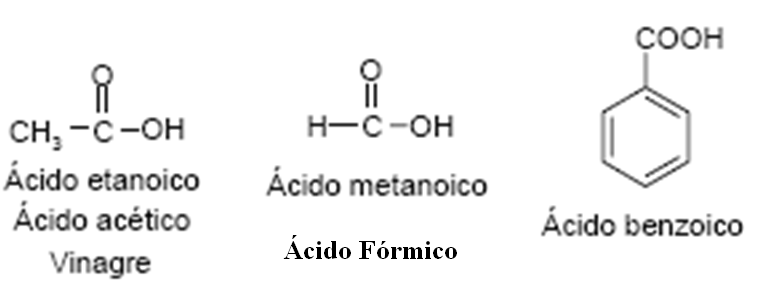 O
CH₃–C–OH
Ácido etanoico
Ácido acético
Vinagre
O
H–C–OH
Ácido metanoico
Ácido Fórmico
COOH
Ácido benzoico